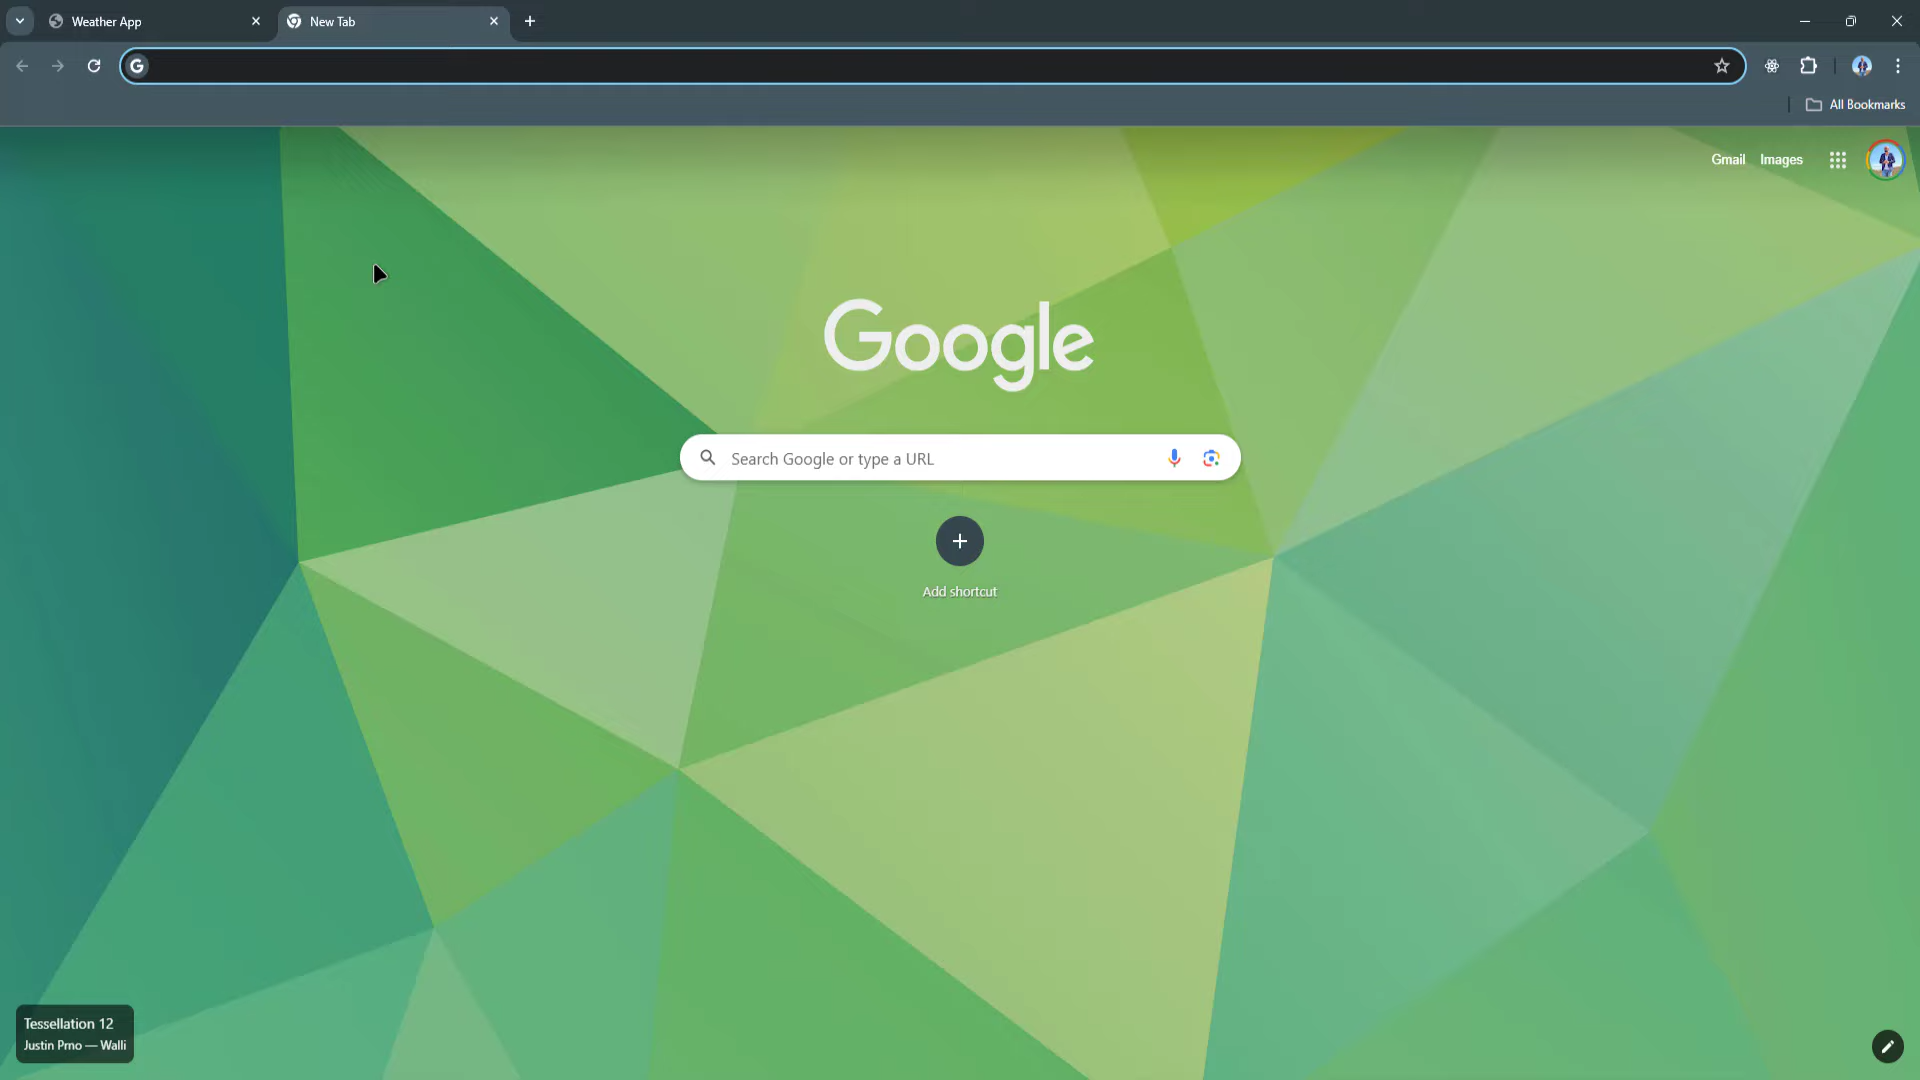 Weather App
New Tab
All Bookmarks
Gmail Images
Google
Search Google or type a URL
Add shortcut
Tessellation 12
Justin Prno — Walli